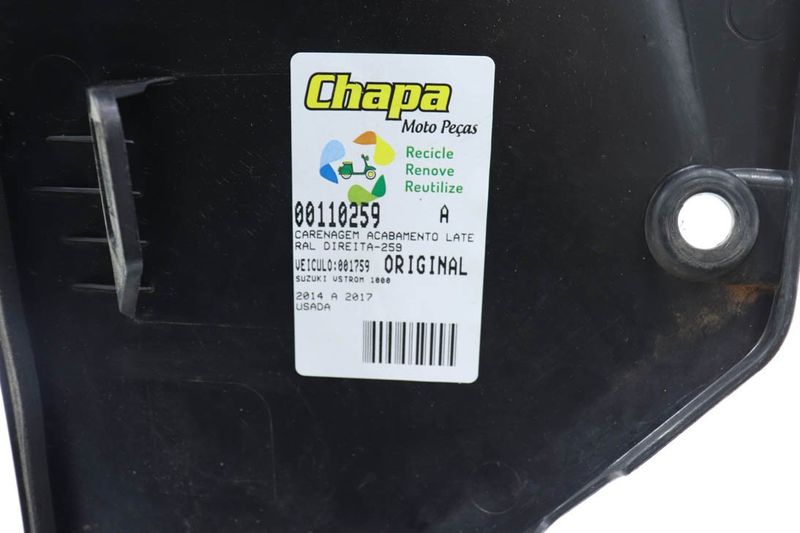 Chapa
Moto Peças
Recicle
Renove
Reutilize
00110259 A
CARENAGEM ACABAMENTO LATE
RAL DIREITA-259
VEICULO:001759 ORIGINAL
SUZUKI VSTROM 1000
2014 A 2017
USADA